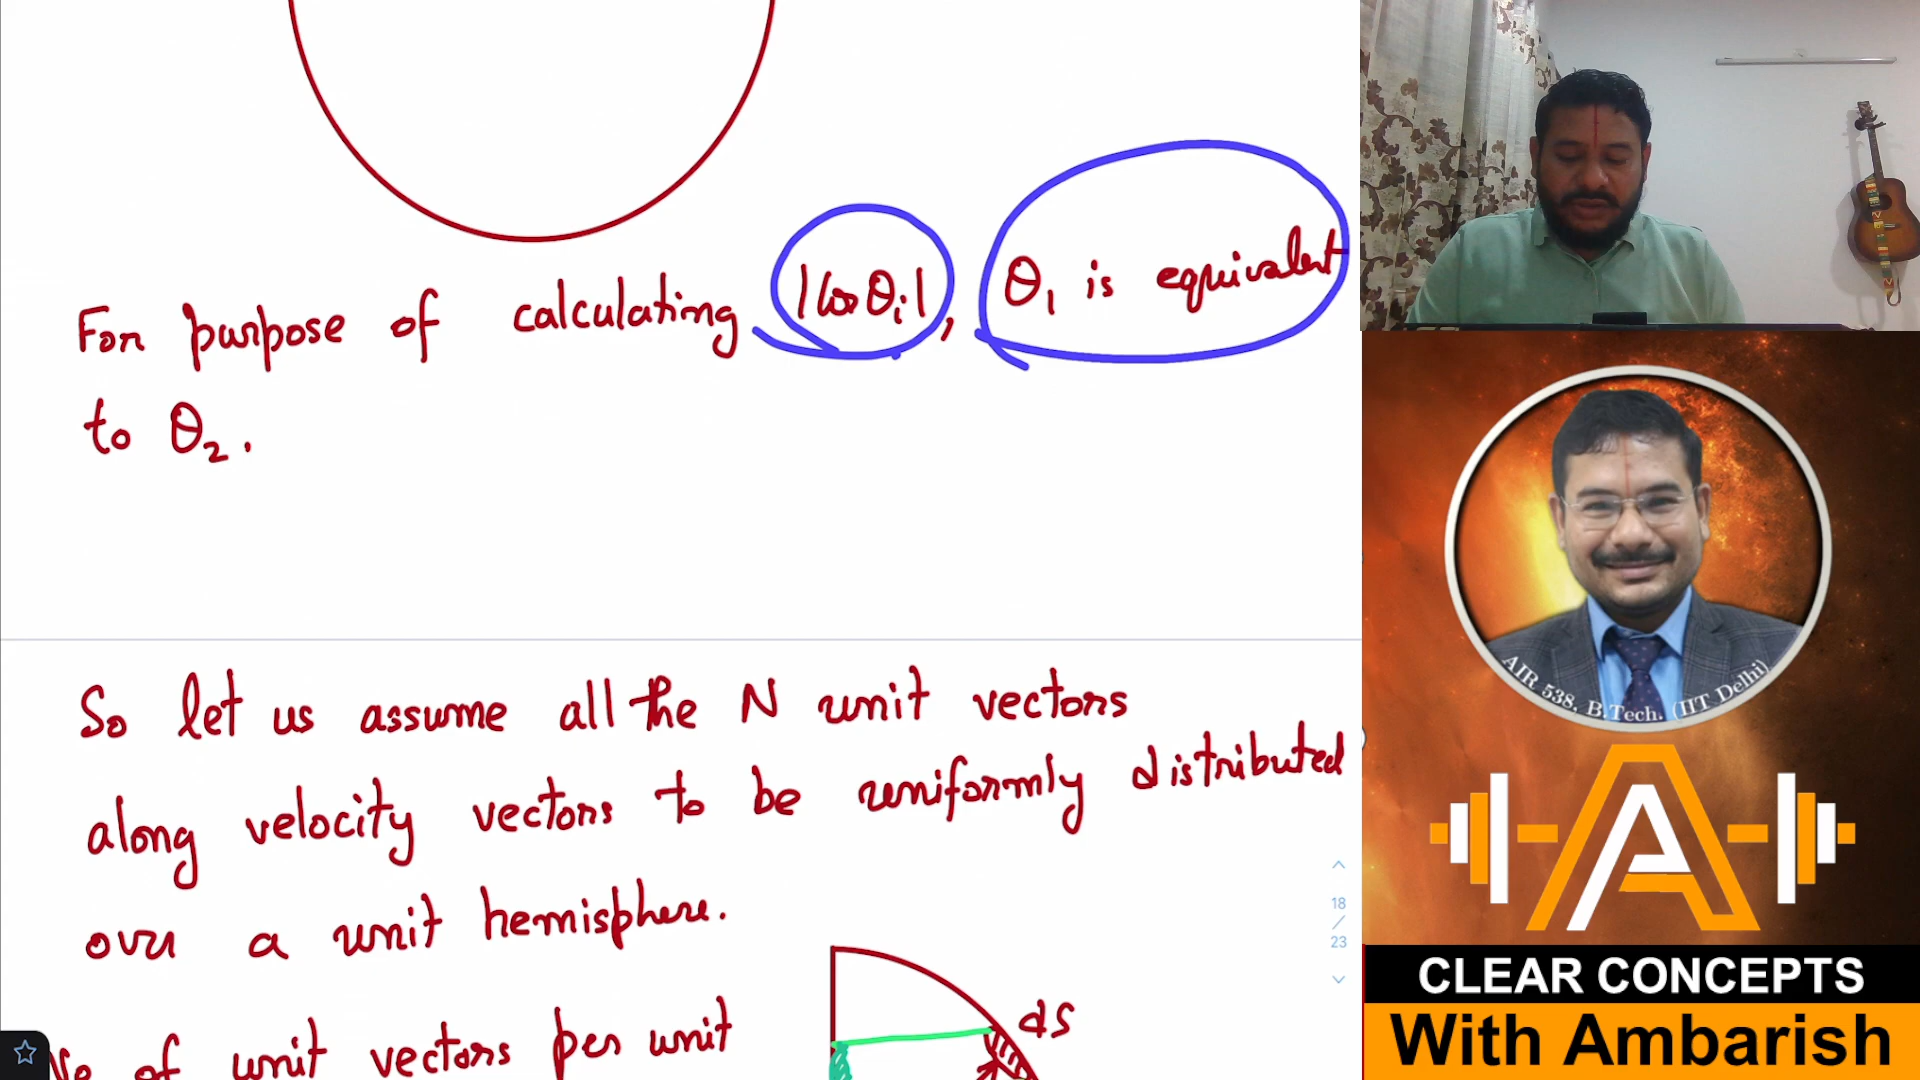 For purpose of calculating |cos θi|, θ1 is equivalent
to θ2.
So let us assume all the N unit vectors
along velocity vectors to be uniformly distributed
over a unit hemisphere.
of unit vectors per unit
ds
18
/
23
AIR 538, B.Tech. (IIT Delhi)
A
CLEAR CONCEPTS
With Ambarish